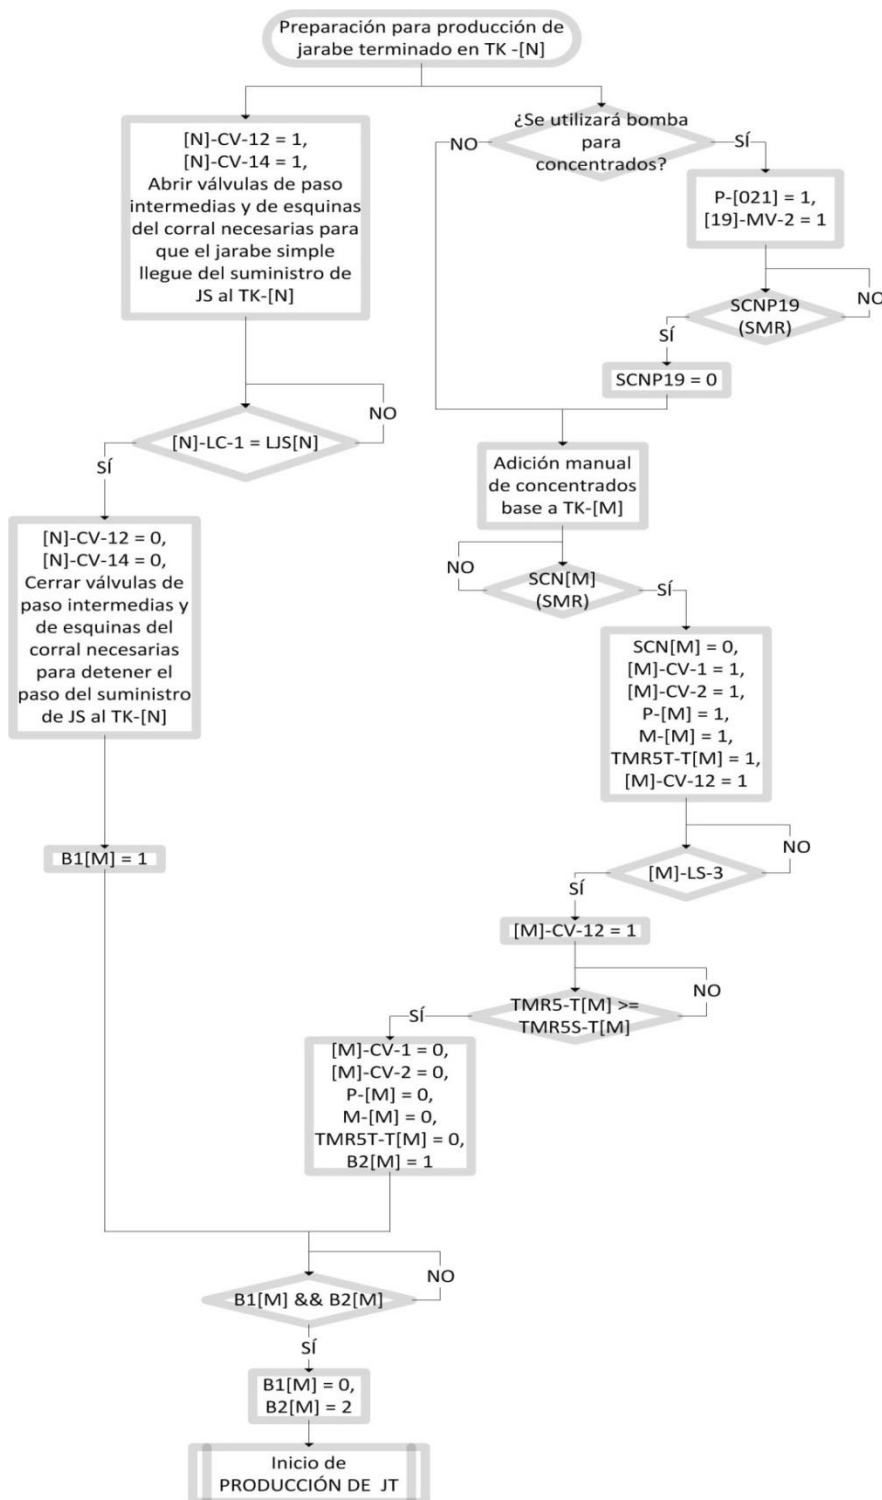 Preparación para producción de
jarabe terminado en TK -[N]
[N]-CV-12 = 1,
[N]-CV-14 = 1,
Abrir válvulas de paso
intermedias y de esquinas
del corral necesarias para
que el jarabe simple
llegue del suministro de
JS al TK-[N]
NO
[N]-LC-1 = LJS[N]
SÍ
[N]-CV-12 = 0,
[N]-CV-14 = 0,
Cerrar válvulas de
paso intermedias y
de esquinas del
corral necesarias
para detener el
paso del suministro
de JS al TK-[N]
B1[M] = 1
¿Se utilizará bomba
para
concentrados?
NO
SÍ
P-[021] = 1,
[19]-MV-2 = 1
NO
SCNP19
(SMR)
SÍ
SCNP19 = 0
Adición manual
de concentrados
base a TK-[M]
NO
SCN[M]
(SMR)
SÍ
SCN[M] = 0,
[M]-CV-1 = 1,
[M]-CV-2 = 1,
P-[M] = 1,
M-[M] = 1,
TMR5T-T[M] = 1,
[M]-CV-12 = 1
NO
[M]-LS-3
SÍ
[M]-CV-12 = 1
NO
TMR5-T[M] >=
TMR5S-T[M]
SÍ
[M]-CV-1 = 0,
[M]-CV-2 = 0,
P-[M] = 0,
M-[M] = 0,
TMR5T-T[M] = 0,
B2[M] = 1
NO
B1[M] && B2[M]
SÍ
B1[M] = 0,
B2[M] = 2
Inicio de
PRODUCCIÓN DE JT